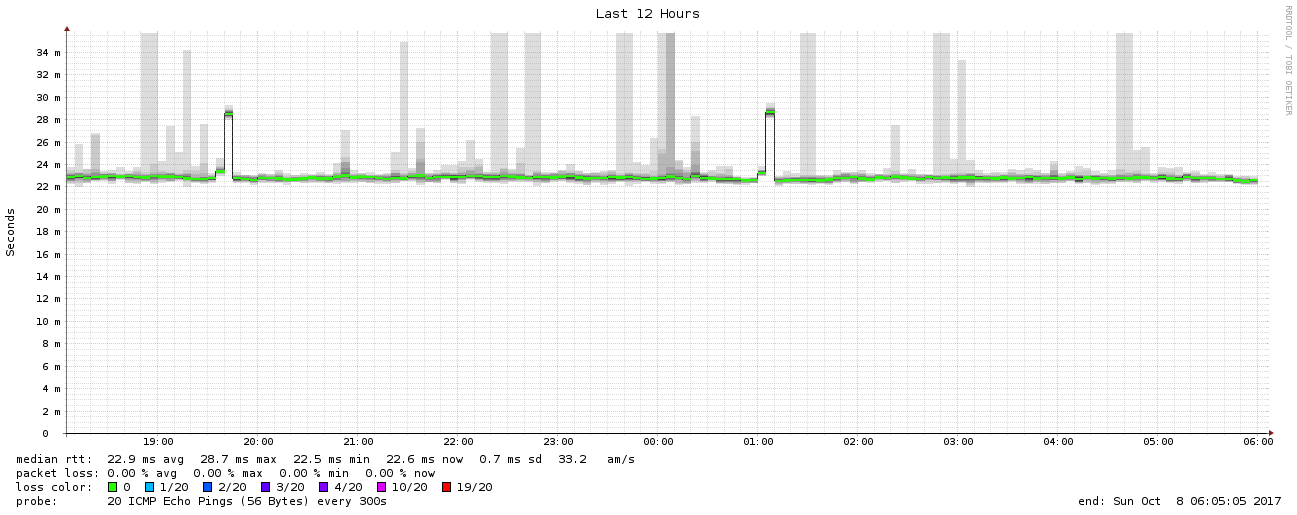 Last 12 Hours
RRDTOOL / TOBI OETIKER
Seconds
34 m
32 m
30 m
28 m
26 m
24 m
22 m
20 m
18 m
16 m
14 m
12 m
10 m
8 m
6 m
4 m
2 m
0
19:00 20:00 21:00 22:00 23:00 00:00 01:00 02:00 03:00 04:00 05:00 06:00
median rtt: 22.9 ms avg 28.7 ms max 22.5 ms min 22.6 ms now 0.7 ms sd 33.2 am/s
packet loss: 0.00 % avg 0.00 % max 0.00 % min 0.00 % now
loss color: 0 1/20 2/20 3/20 4/20 10/20 19/20
probe: 20 ICMP Echo Pings (56 Bytes) every 300s end: Sun Oct 8 06:05:05 2017